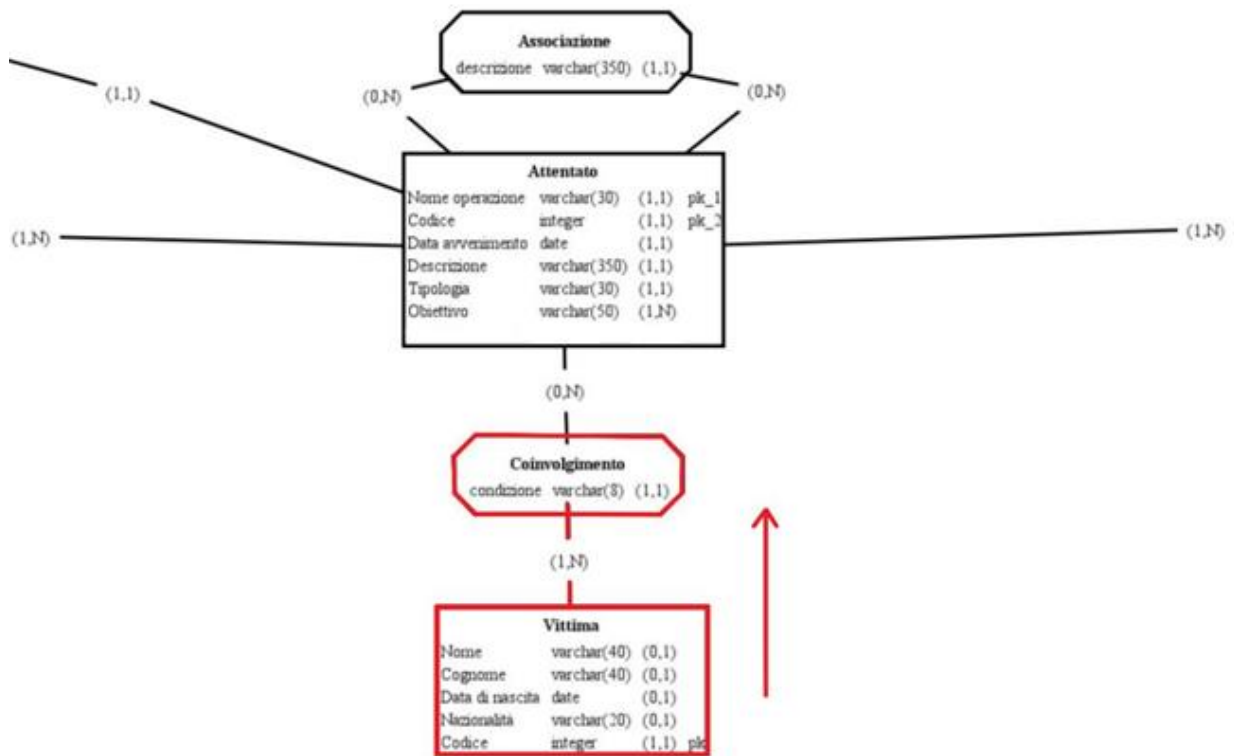 Associazione
descrizione varchar(350) (1,1)
(1,1)
(0,N)
(0,N)
Attentato
Nome operazione varchar(30) (1,1) pk_1
Codice integer (1,1) pk_2
Data avvenimento date (1,1)
Descrizione varchar(350) (1,1)
Tipologia varchar(30) (1,1)
Obiettivo varchar(50) (1,N)
(1,N)
(1,N)
(0,N)
Coinvolgimento
condizione varchar(8) (1,1)
(1,N)
Vittima
Nome varchar(40) (0,1)
Cognome varchar(40) (0,1)
Data di nascita date (0,1)
Nazionalità varchar(20) (0,1)
Codice integer (1,1) pk